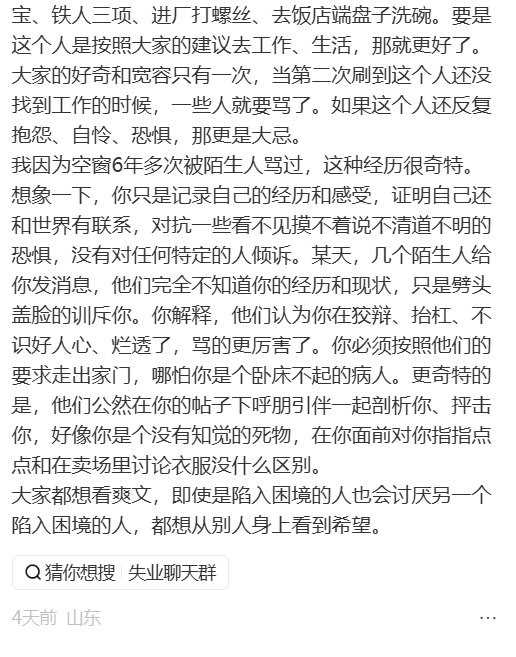 宝、铁人三项、进厂打螺丝、去饭店端盘子洗碗。要是
这个人是按照大家的建议去工作、生活，那就更好了。
大家的好奇和宽容只有一次，当第二次刷到这个人还没
找到工作的时候，一些人就要骂了。如果这个人还反复
抱怨、自怜、恐惧，那更是大忌。
我因为空窗6年多次被陌生人骂过，这种经历很奇特。
想象一下，你只是记录自己的经历和感受，证明自己还
和世界有联系，对抗一些看不见摸不着说不清道不明的
恐惧，没有对任何特定的人倾诉。某天，几个陌生人给
你发消息，他们完全不知道你的经历和现状，只是劈头
盖脸的训斥你。你解释，他们认为你在狡辩、抬杠、不
识好人心、烂透了，骂的更厉害了。你必须按照他们的
要求走出家门，哪怕你是个卧床不起的病人。更奇特的
是，他们公然在你的帖子下呼朋引伴一起剖析你、抨击
你，好像你是个没有知觉的死物，在你面前对你指指点
点和在卖场里讨论衣服没什么区别。
大家都想看爽文，即使是陷入困境的人也会讨厌另一个
陷入困境的人，都想从别人身上看到希望。
猜你想搜 失业聊天群
4天前 山东